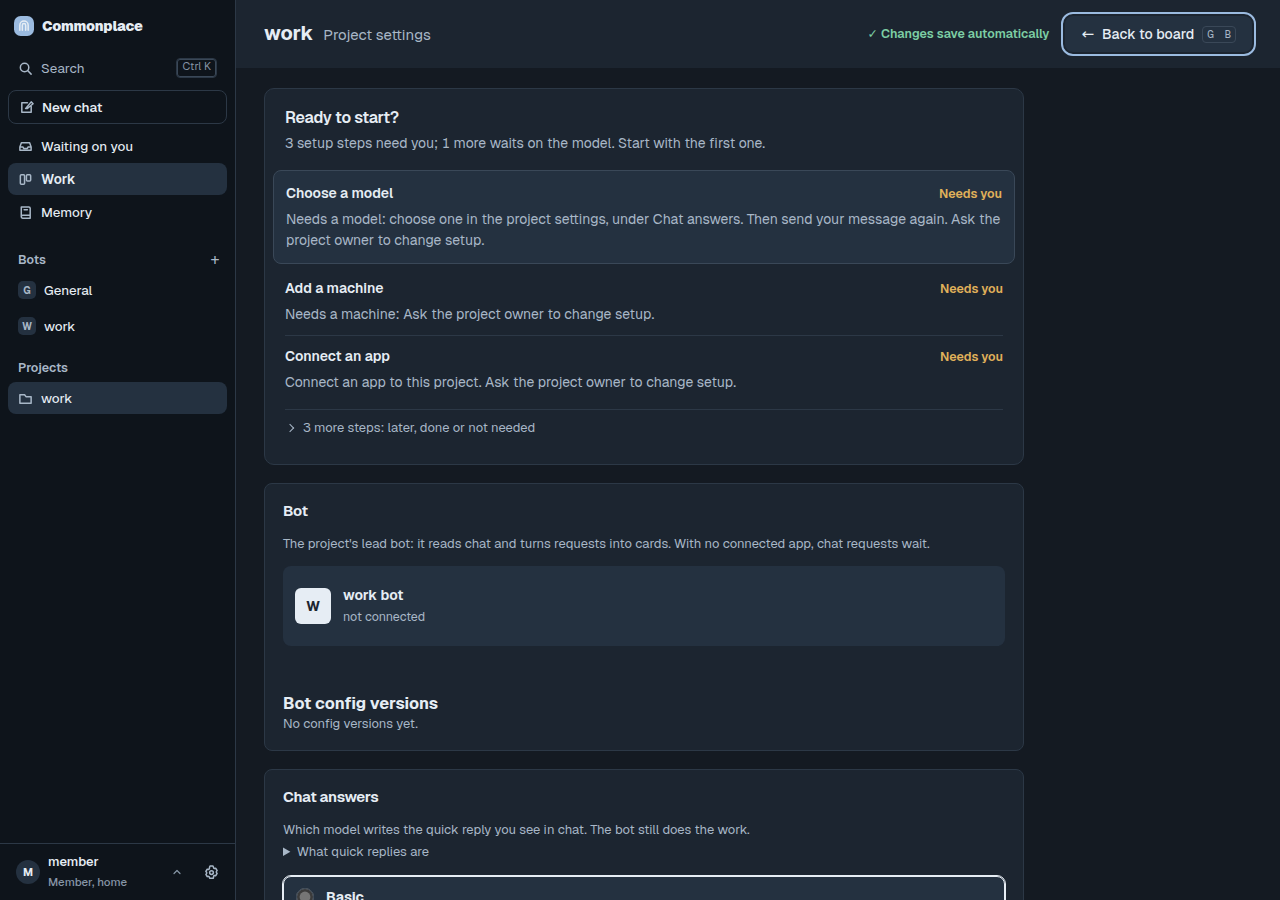 Commonplace
Search Ctrl K
New chat
Waiting on you
Work
Memory
Bots +
G General
W work
Projects
work
M member
Member, home
work Project settings
✓ Changes save automatically
← Back to board G B
Ready to start?
3 setup steps need you; 1 more waits on the model. Start with the first one.
Choose a model Needs you
Needs a model: choose one in the project settings, under Chat answers. Then send your message again. Ask the
project owner to change setup.
Add a machine Needs you
Needs a machine: Ask the project owner to change setup.
Connect an app Needs you
Connect an app to this project. Ask the project owner to change setup.
3 more steps: later, done or not needed
Bot
The project's lead bot: it reads chat and turns requests into cards. With no connected app, chat requests wait.
W work bot
not connected
Bot config versions
No config versions yet.
Chat answers
Which model writes the quick reply you see in chat. The bot still does the work.
▶ What quick replies are
Basic